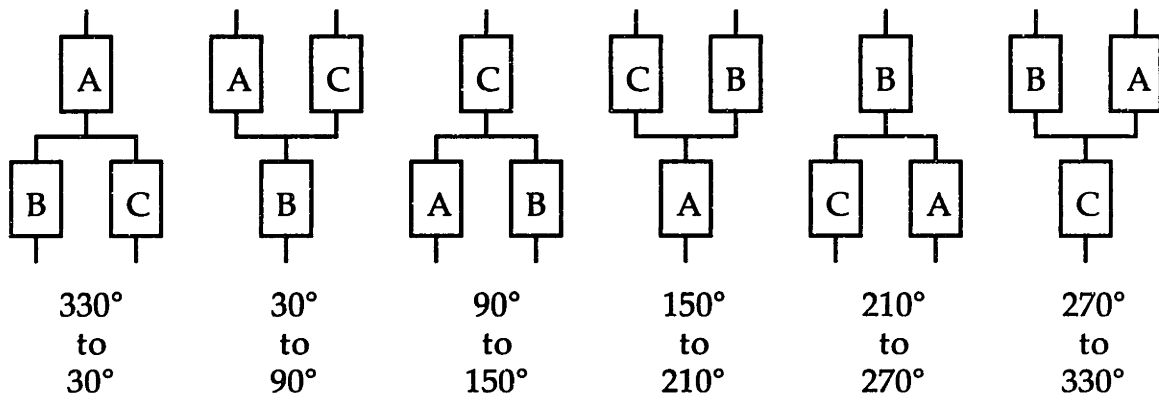 A A C C C B B B A
B C B A B A C A C
330° 30° 90° 150° 210° 270°
to to to to to to
30° 90° 150° 210° 270° 330°